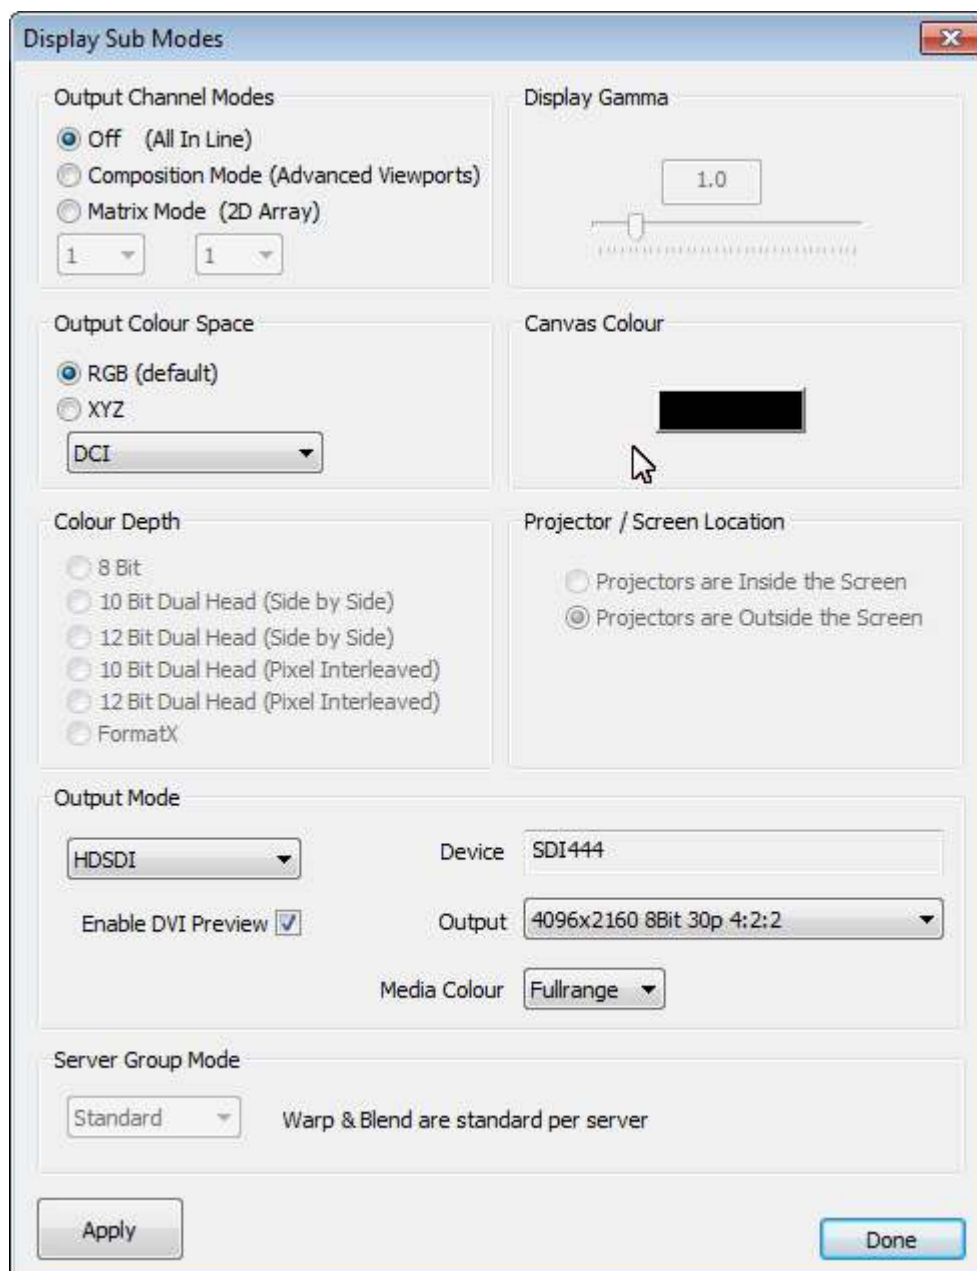 Display Sub Modes
Output Channel Modes
Off (All In Line)
Composition Mode (Advanced Viewports)
Matrix Mode (2D Array)
1 1
Display Gamma
1.0
Output Colour Space
RGB (default)
XYZ
DCI
Canvas Colour
Colour Depth
8 Bit
10 Bit Dual Head (Side by Side)
12 Bit Dual Head (Side by Side)
10 Bit Dual Head (Pixel Interleaved)
12 Bit Dual Head (Pixel Interleaved)
FormatX
Projector / Screen Location
Projectors are Inside the Screen
Projectors are Outside the Screen
Output Mode
HDSDI
Device SDI444
Enable DVI Preview
Output 4096x2160 8Bit 30p 4:2:2
Media Colour Fullrange
Server Group Mode
Standard Warp & Blend are standard per server
Apply
Done